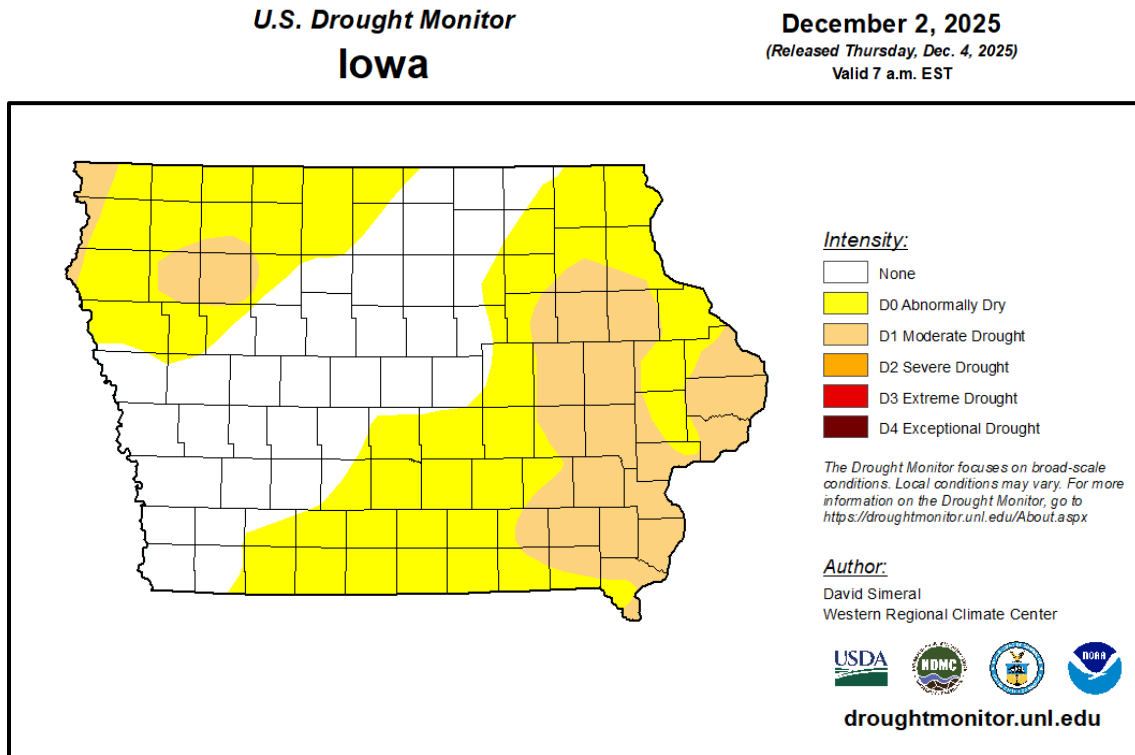 U.S. Drought Monitor
Iowa
December 2, 2025
(Released Thursday, Dec. 4, 2025)
Valid 7 a.m. EST
Intensity:
None
D0 Abnormally Dry
D1 Moderate Drought
D2 Severe Drought
D3 Extreme Drought
D4 Exceptional Drought
The Drought Monitor focuses on broad-scale
conditions. Local conditions may vary. For more
information on the Drought Monitor, go to
https://droughtmonitor.unl.edu/About.aspx
Author:
David Simeral
Western Regional Climate Center
USDA
NDMC
NOAA
droughtmonitor.unl.edu